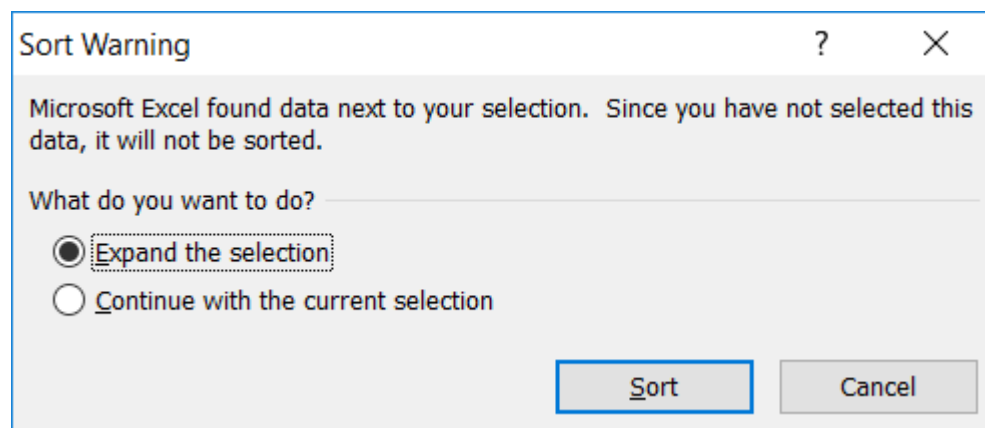 Sort Warning
?
Microsoft Excel found data next to your selection.  Since you have not selected this
data, it will not be sorted.
What do you want to do?
Expand the selection
Continue with the current selection
Sort
Cancel